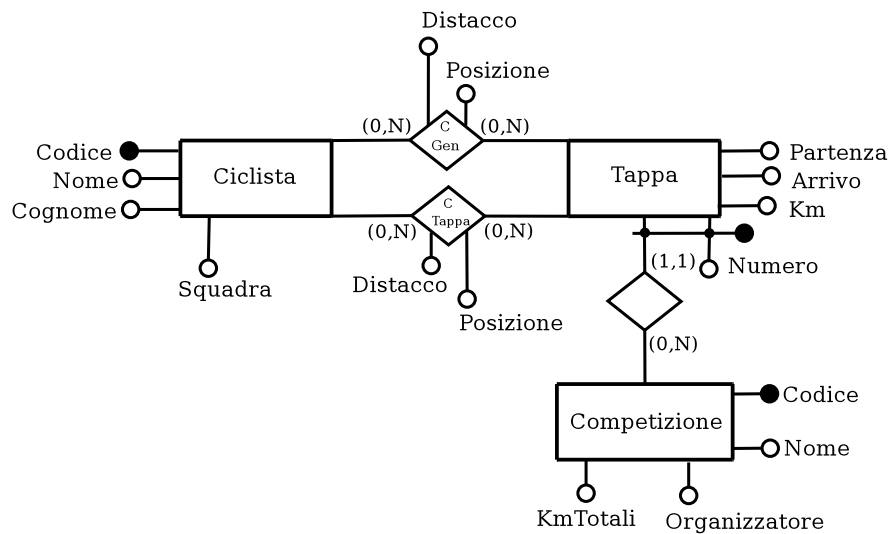 Distacco
Posizione
(0,N)
C
Gen
(0,N)
Codice
Nome
Cognome
Ciclista
Tappa
Partenza
Arrivo
Km
C
Tappa
(0,N)
(0,N)
Squadra
Distacco
Posizione
(1,1)
Numero
(0,N)
Competizione
Codice
Nome
KmTotali
Organizzatore